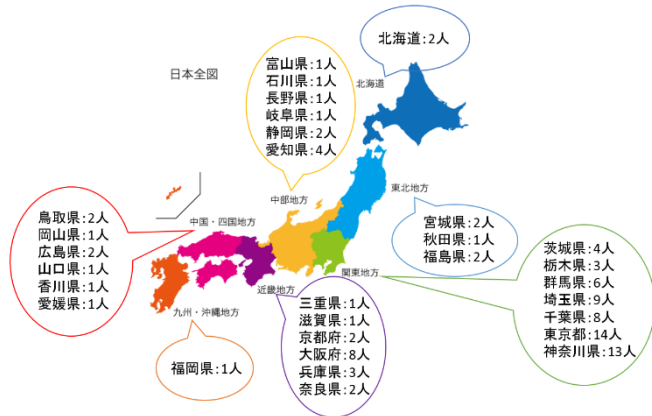 日本全図
北海道:2人
北海道
富山県:1人
石川県:1人
長野県:1人
岐阜県:1人
静岡県:2人
愛知県:4人
中部地方
東北地方
宮城県:2人
秋田県:1人
福島県:2人
中国・四国地方
鳥取県:2人
岡山県:1人
広島県:2人
山口県:1人
香川県:1人
愛媛県:1人
関東地方
茨城県:4人
栃木県:3人
群馬県:6人
埼玉県:9人
千葉県:8人
東京都:14人
神奈川県:13人
近畿地方
三重県:1人
滋賀県:1人
京都府:2人
大阪府:8人
兵庫県:3人
奈良県:2人
九州・沖縄地方
福岡県:1人